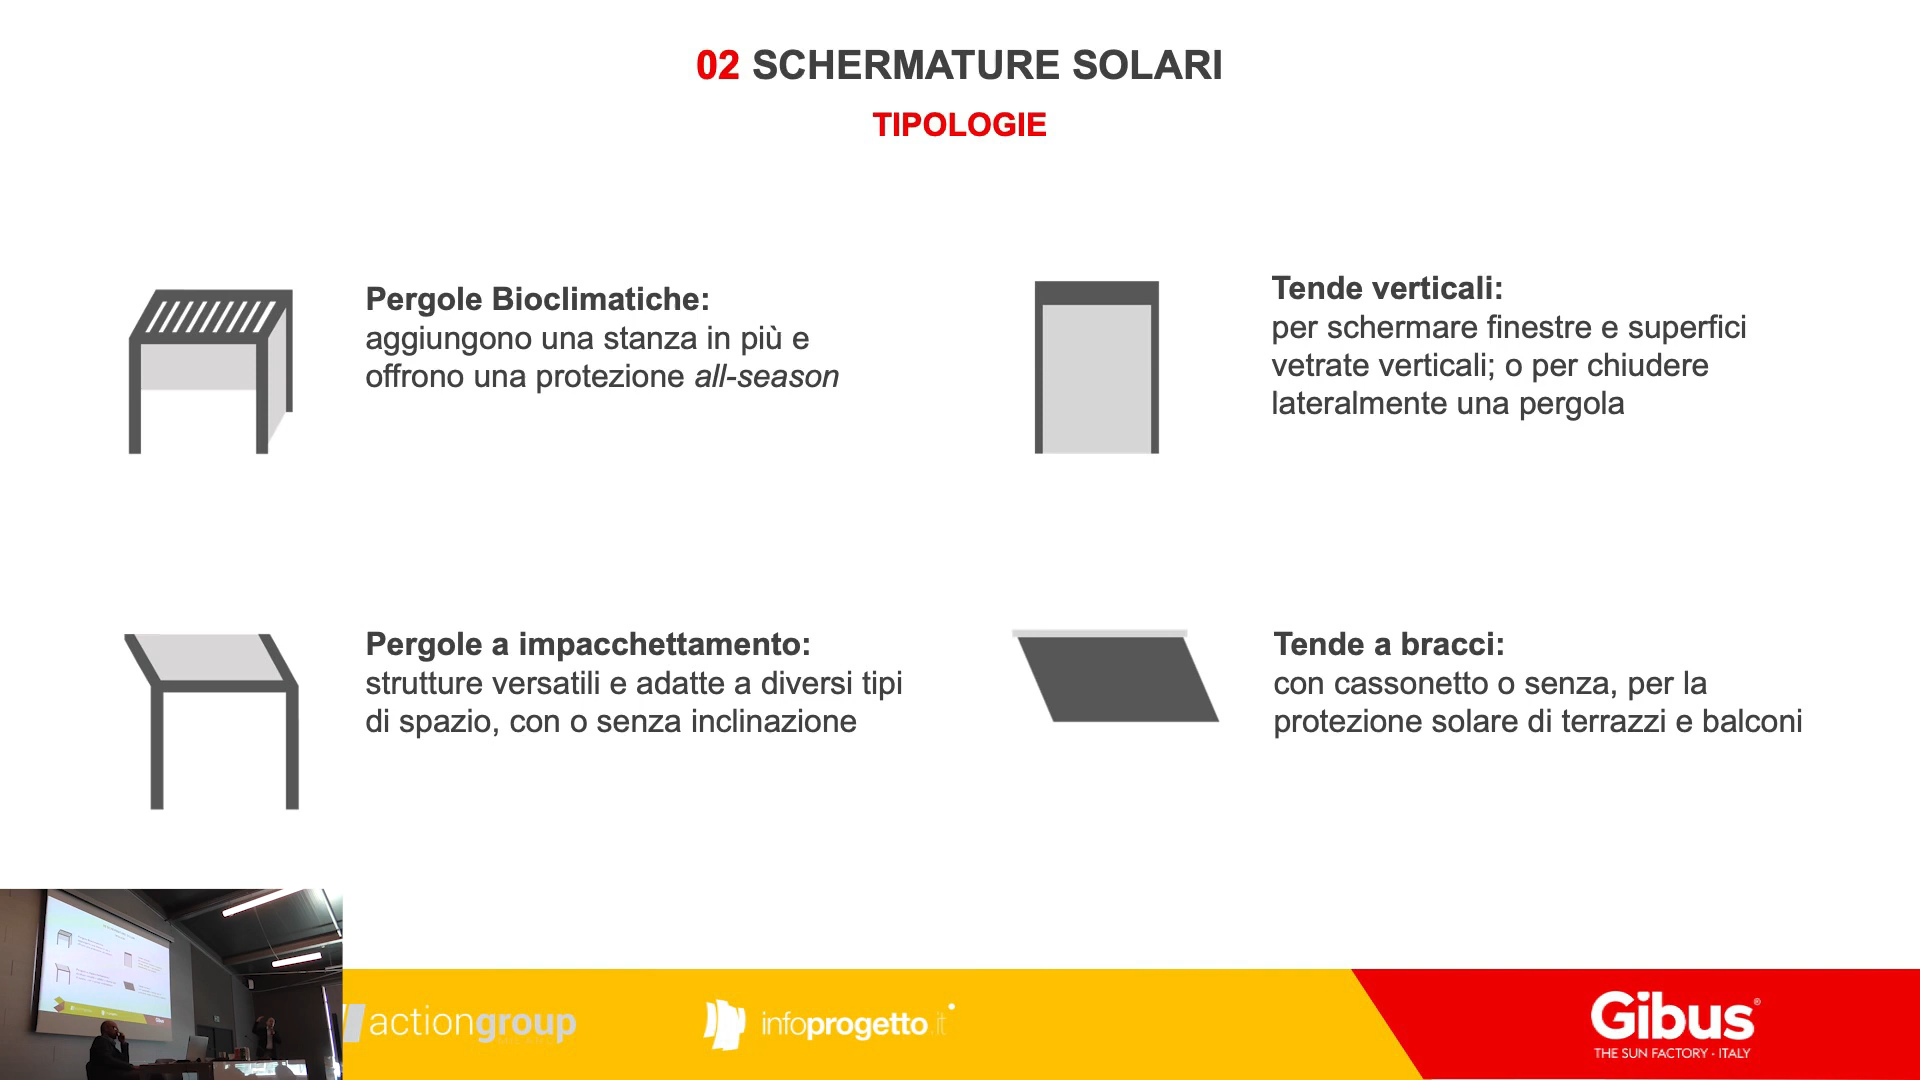 02 SCHERMATURE SOLARI
TIPOLOGIE
Pergole Bioclimatiche:
aggiungono una stanza in più e
offrono una protezione all-season
Tende verticali:
per schermare finestre e superfici
vetrate verticali; o per chiudere
lateralmente una pergola
Pergole a impacchettamento:
strutture versatili e adatte a diversi tipi
di spazio, con o senza inclinazione
Tende a bracci:
con cassonetto o senza, per la
protezione solare di terrazzi e balconi
actiongroup
infoprogetto.it
Gibus®
THE SUN FACTORY - ITALY